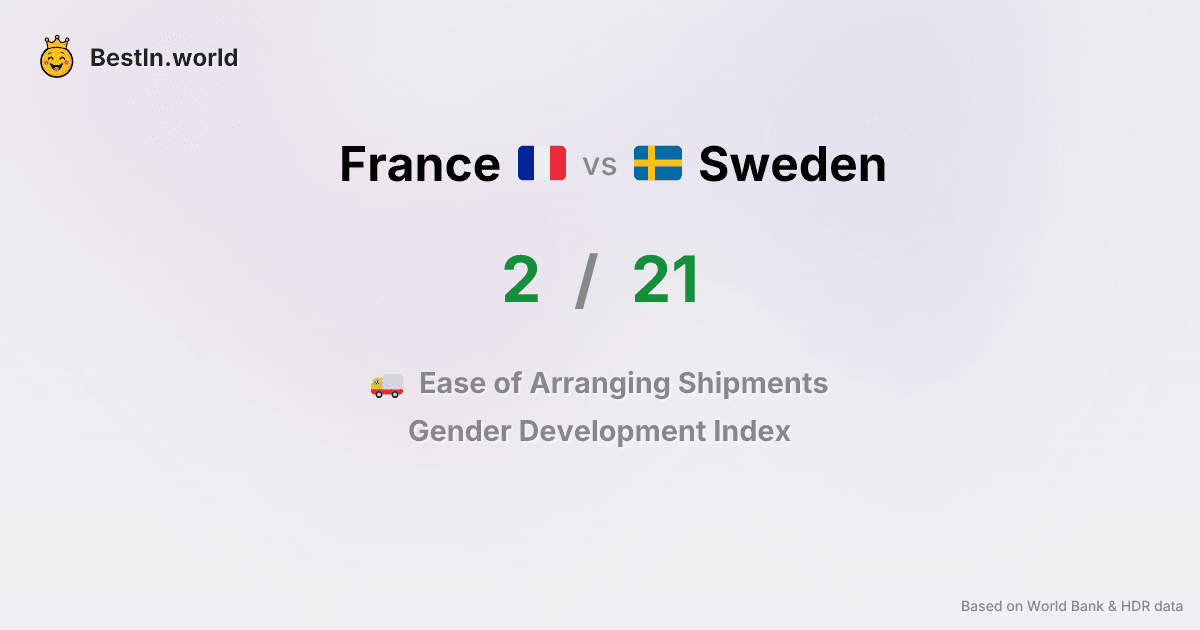 BestIn.world
France vs Sweden
2 / 21
Ease of Arranging Shipments
Gender Development Index
Based on World Bank & HDR data